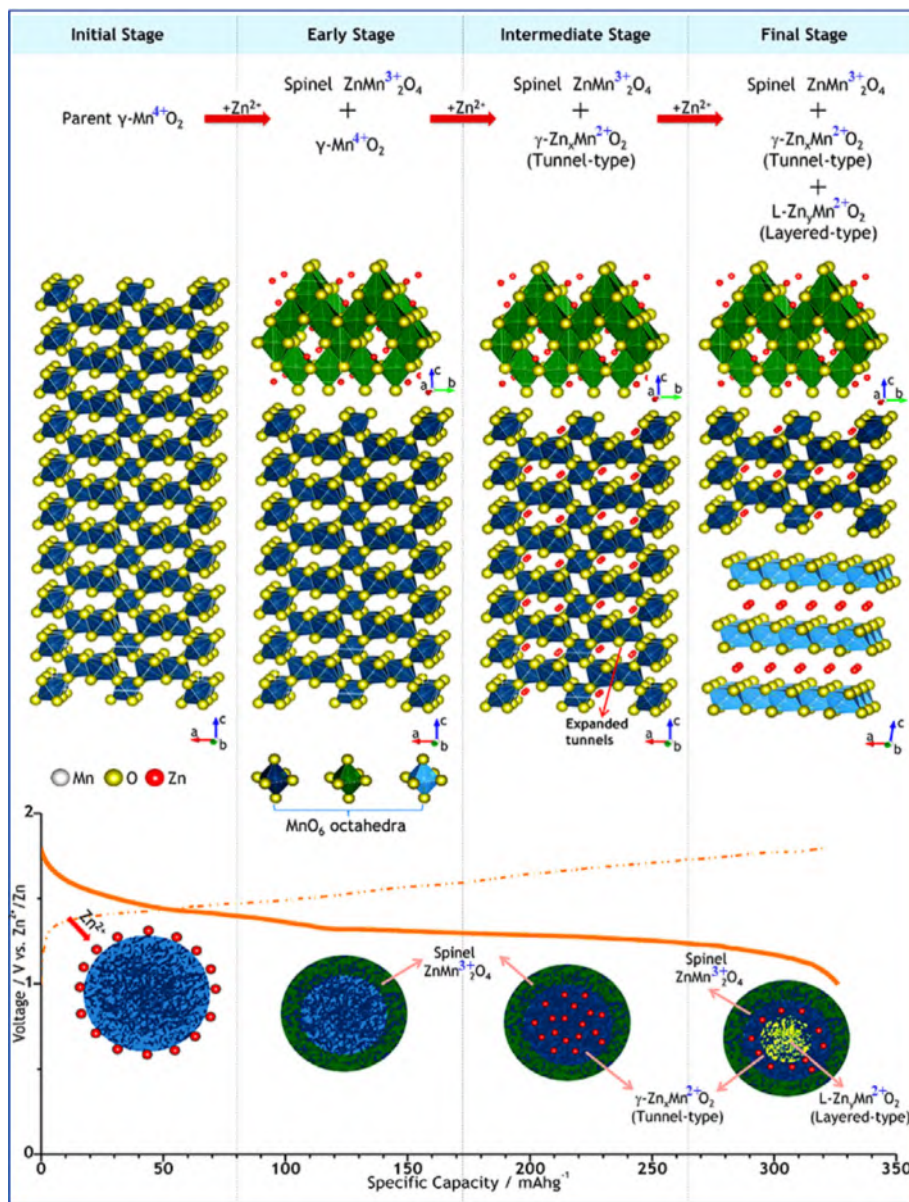 Initial Stage
Early Stage
Intermediate Stage
Final Stage
Parent γ-Mn⁴⁺O₂
+Zn²⁺
Spinel ZnMn³⁺₂O₄
+
γ-Mn⁴⁺O₂
+Zn²⁺
Spinel ZnMn³⁺₂O₄
+
γ-ZnₓMn²⁺O₂
(Tunnel-type)
+Zn²⁺
Spinel ZnMn³⁺₂O₄
+
γ-ZnₓMn²⁺O₂
(Tunnel-type)
+
L-ZnᵧMn²⁺O₂
(Layered-type)
c
a b
c
a b
c
a b
Expanded
tunnels
a c b
a c b
a c b
a c b
Mn O Zn
MnO₆ octahedra
2
1
0
Voltage / V vs. Zn²⁺/Zn
Zn²⁺
Spinel
ZnMn³⁺₂O₄
γ-ZnₓMn²⁺O₂
(Tunnel-type)
Spinel
ZnMn³⁺₂O₄
L-ZnᵧMn²⁺O₂
(Layered-type)
0 50 100 150 200 250 300 350
Specific Capacity / mAhg⁻¹